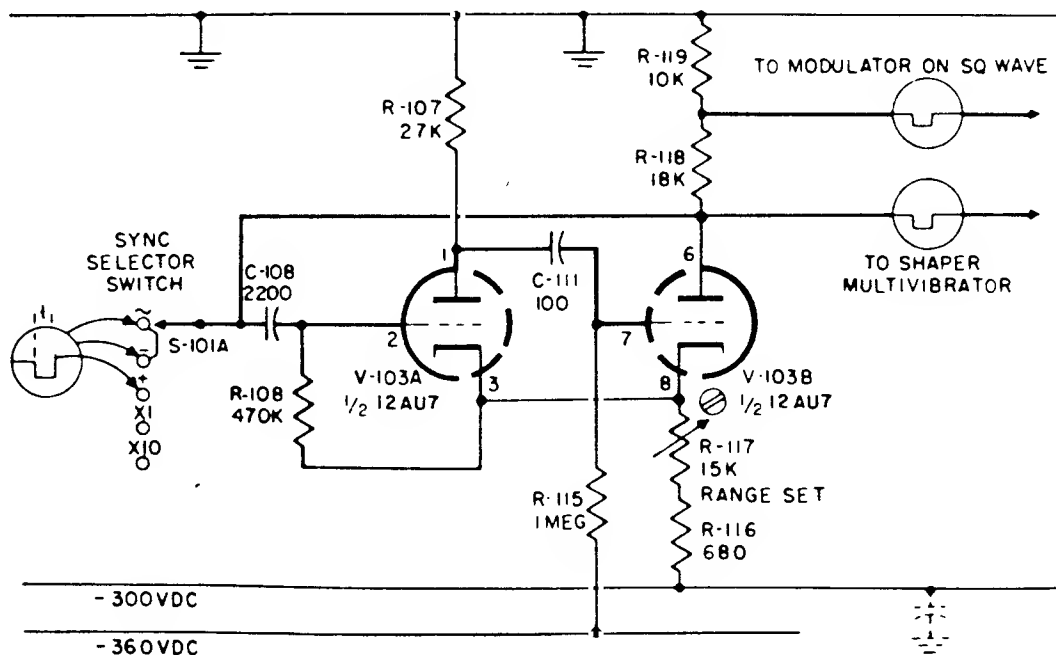 R-119
10K
TO MODULATOR ON SQ WAVE
R-107
27K
R-118
18K
SYNC
SELECTOR
SWITCH
C-108
2200
1
C-111
100
6
TO SHAPER
MULTIVIBRATOR
~
-
+
X1
X10
S-101A
2
7
3
8
V-103A
1/2 12AU7
V-103B
1/2 12AU7
R-108
470K
R-117
15K
RANGE SET
R-115
1 MEG
R-116
680
-300VDC
-360VDC